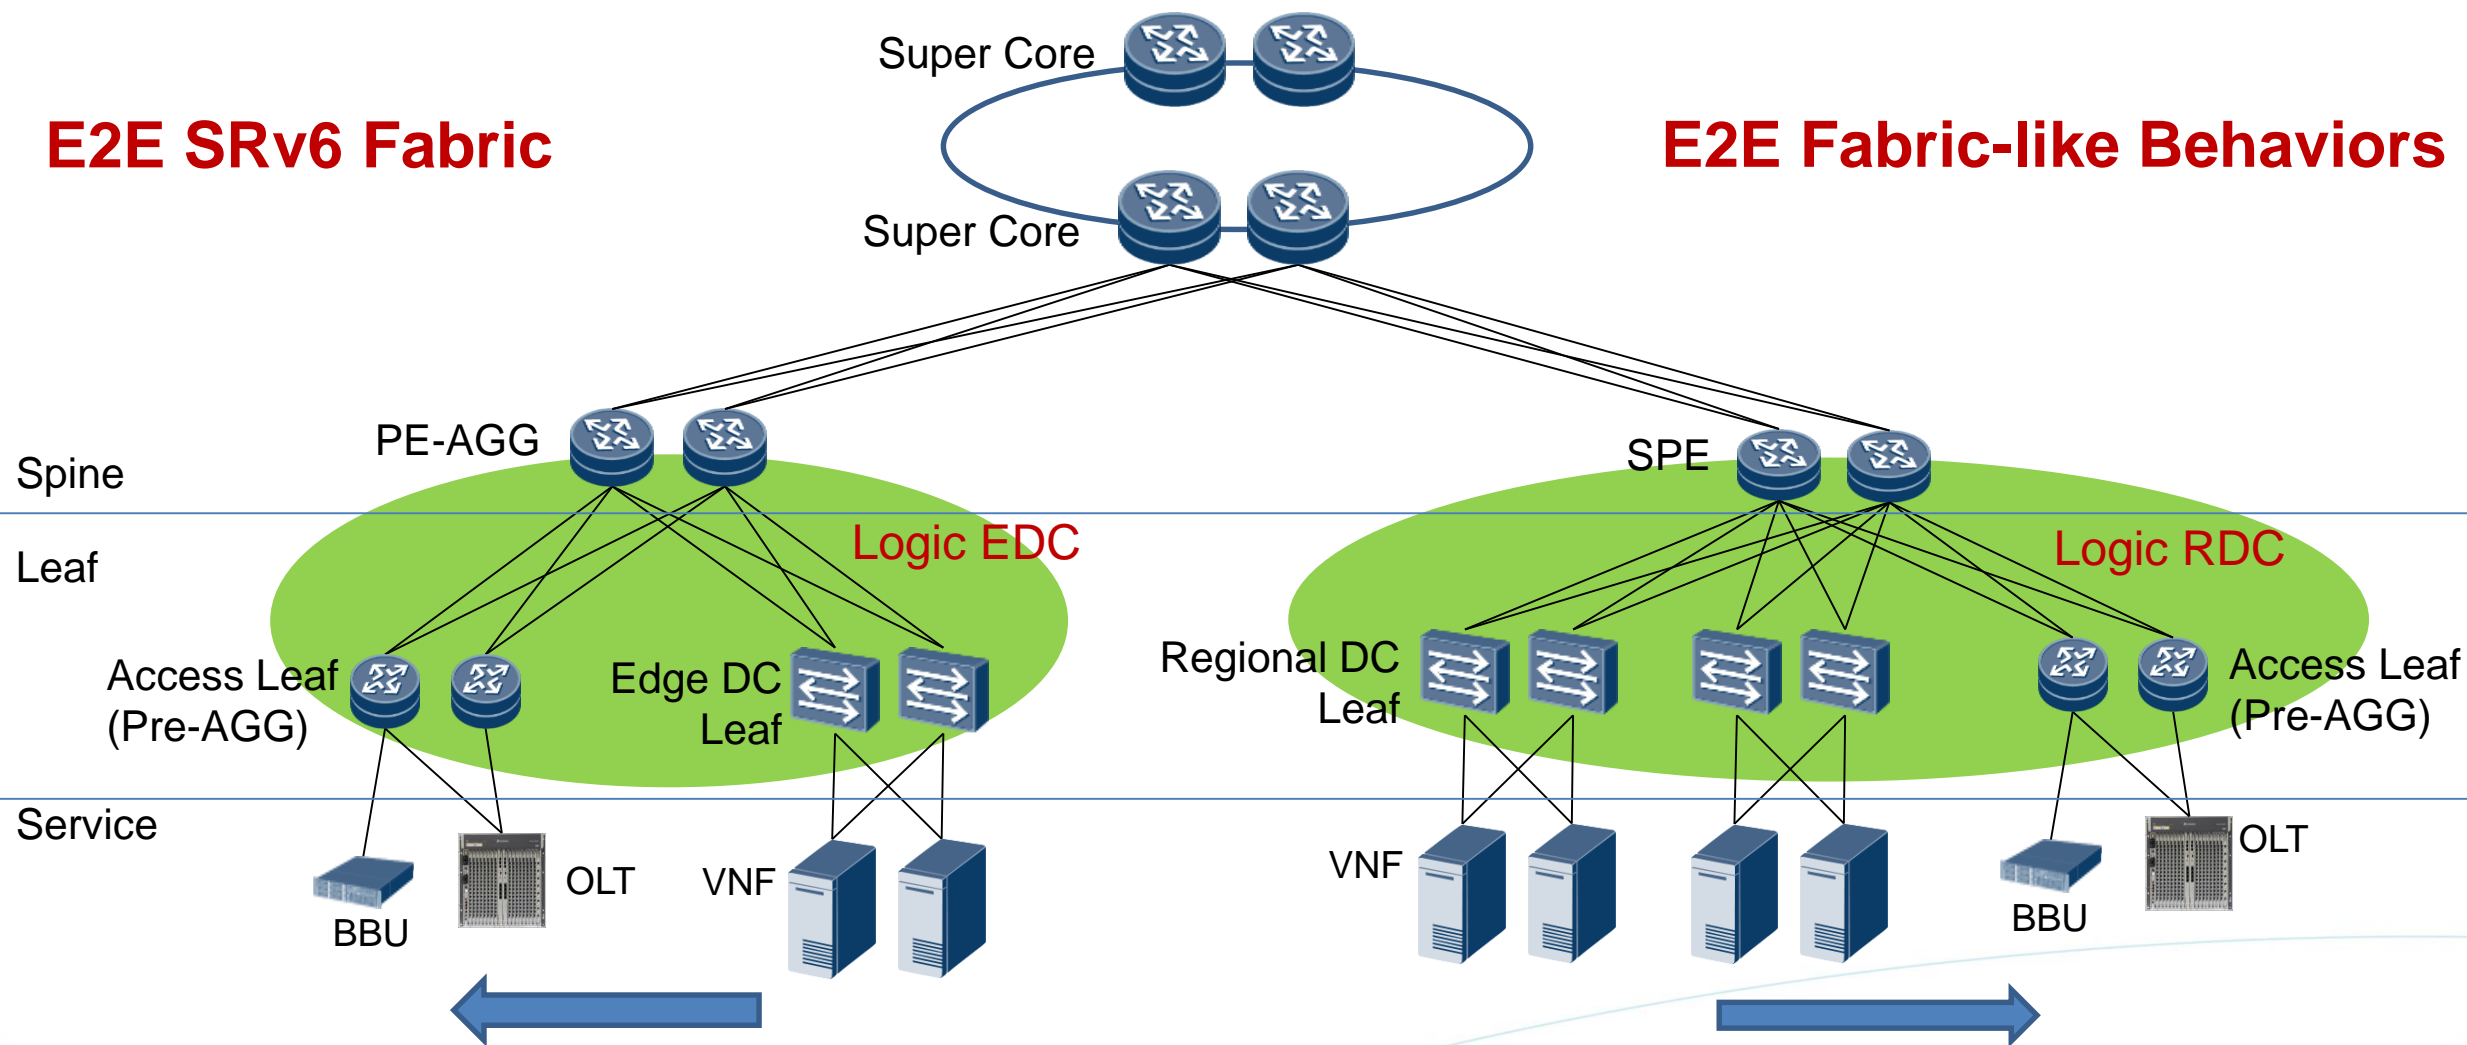 Super Core
E2E SRv6 Fabric
E2E Fabric-like Behaviors
Super Core
PE-AGG
SPE
Spine
Logic EDC
Logic RDC
Leaf
Access Leaf
(Pre-AGG)
Edge DC
Leaf
Regional DC
Leaf
Access Leaf
(Pre-AGG)
Service
BBU
OLT
VNF
VNF
BBU
OLT